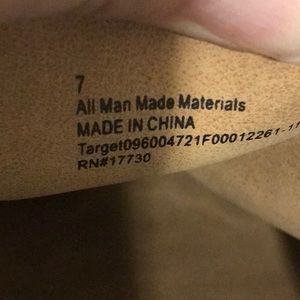 7
All Man Made Materials
MADE IN CHINA
Target096004721F00012261-1
RN#17730